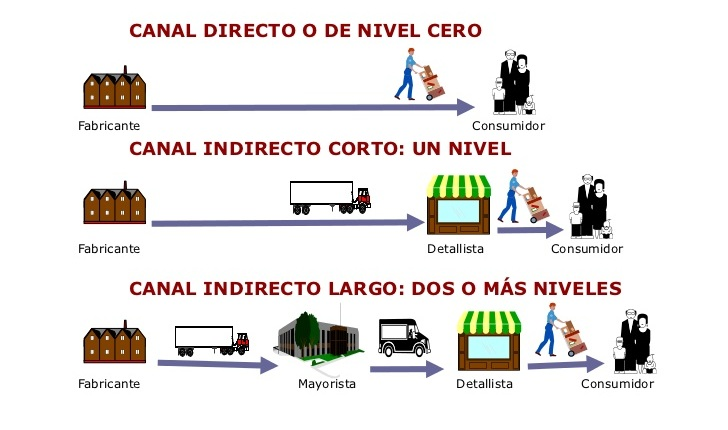 CANAL DIRECTO O DE NIVEL CERO
Fabricante Consumidor
CANAL INDIRECTO CORTO: UN NIVEL
Fabricante Detallista Consumidor
CANAL INDIRECTO LARGO: DOS O MÁS NIVELES
Fabricante Mayorista Detallista Consumidor